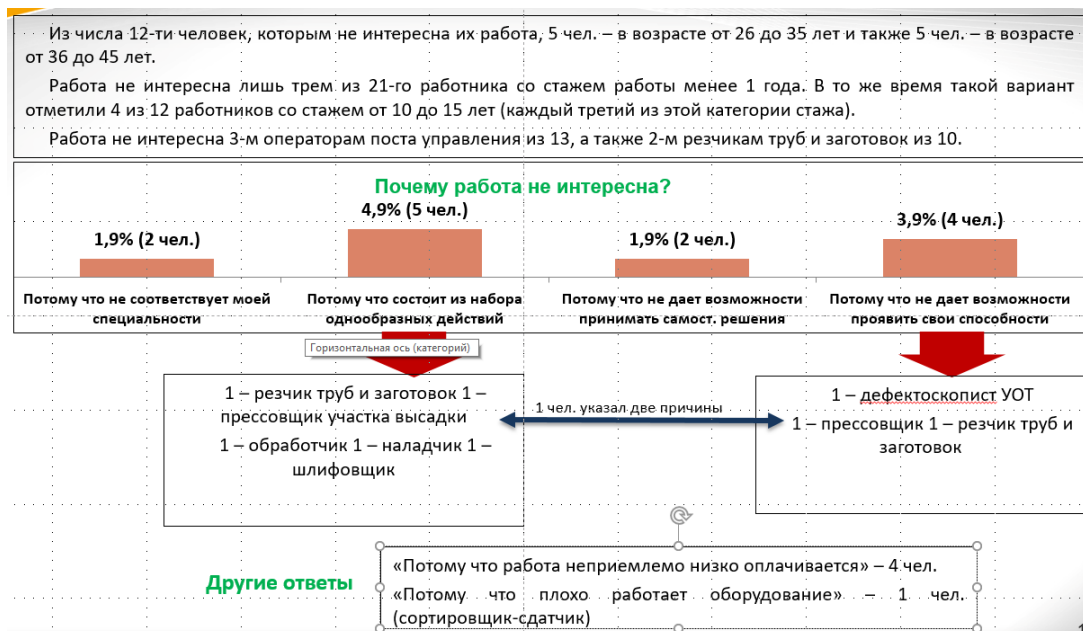 Из числа 12-ти человек, которым не интересна их работа, 5 чел. – в возрасте от 26 до 35 лет и также 5 чел. – в возрасте
от 36 до 45 лет.
Работа не интересна лишь трем из 21-го работника со стажем работы менее 1 года. В то же время такой вариант
отметили 4 из 12 работников со стажем от 10 до 15 лет (каждый третий из этой категории стажа).
Работа не интересна 3-м операторам поста управления из 13, а также 2-м резчикам труб и заготовок из 10.
Почему работа не интересна?
1,9% (2 чел.)
4,9% (5 чел.)
1,9% (2 чел.)
3,9% (4 чел.)
Потому что не соответствует моей
специальности
Потому что состоит из набора
однообразных действий
Потому что не дает возможности
принимать самост. решения
Потому что не дает возможности
проявить свои способности
Горизонтальная ось (категорий)
1 – резчик труб и заготовок 1 –
прессовщик участка высадки
1 – обработчик 1 – наладчик 1 –
шлифовщик
1 чел. указал две причины
1 – дефектоскопист УОТ
1 – прессовщик 1 – резчик труб и
заготовок
Другие ответы
«Потому что работа неприемлемо низко оплачивается» – 4 чел.
«Потому что плохо работает оборудование» – 1 чел.
(сортировщик-сдатчик)